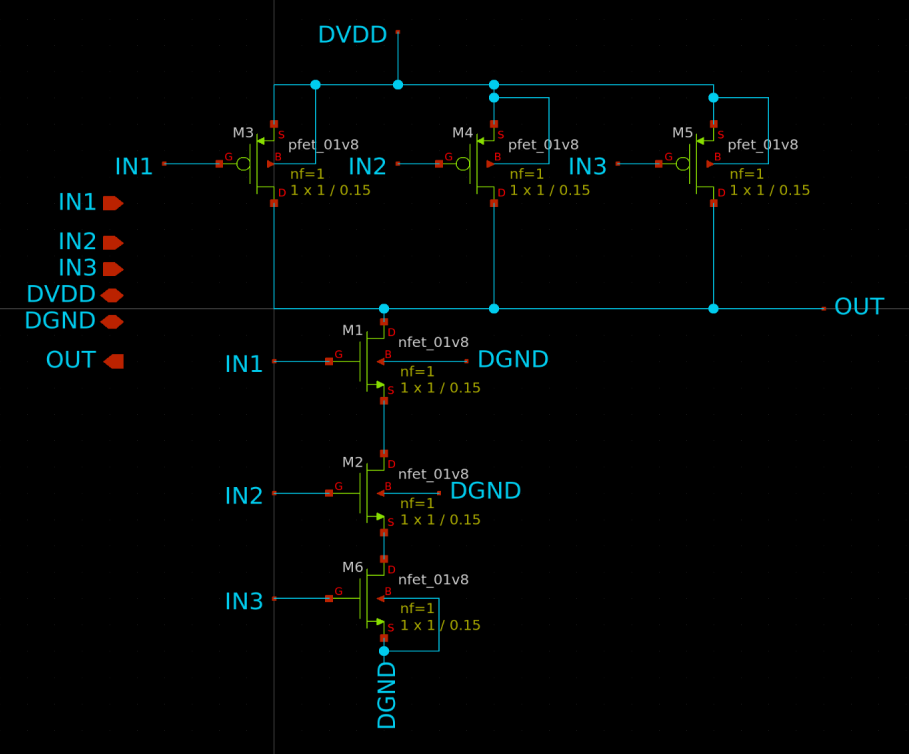 DVDD
M3
S
pfet_01v8
G
B
IN1
nf=1
1 x 1 / 0.15
D
M4
S
pfet_01v8
G
B
IN2
nf=1
1 x 1 / 0.15
D
M5
S
pfet_01v8
G
B
IN3
nf=1
1 x 1 / 0.15
D
IN1
IN2
IN3
DVDD
DGND
OUT
OUT
M1
D
nfet_01v8
G
B
IN1
DGND
nf=1
1 x 1 / 0.15
S
M2
D
nfet_01v8
G
B
IN2
DGND
nf=1
1 x 1 / 0.15
S
M6
D
nfet_01v8
G
B
IN3
nf=1
1 x 1 / 0.15
S
DGND